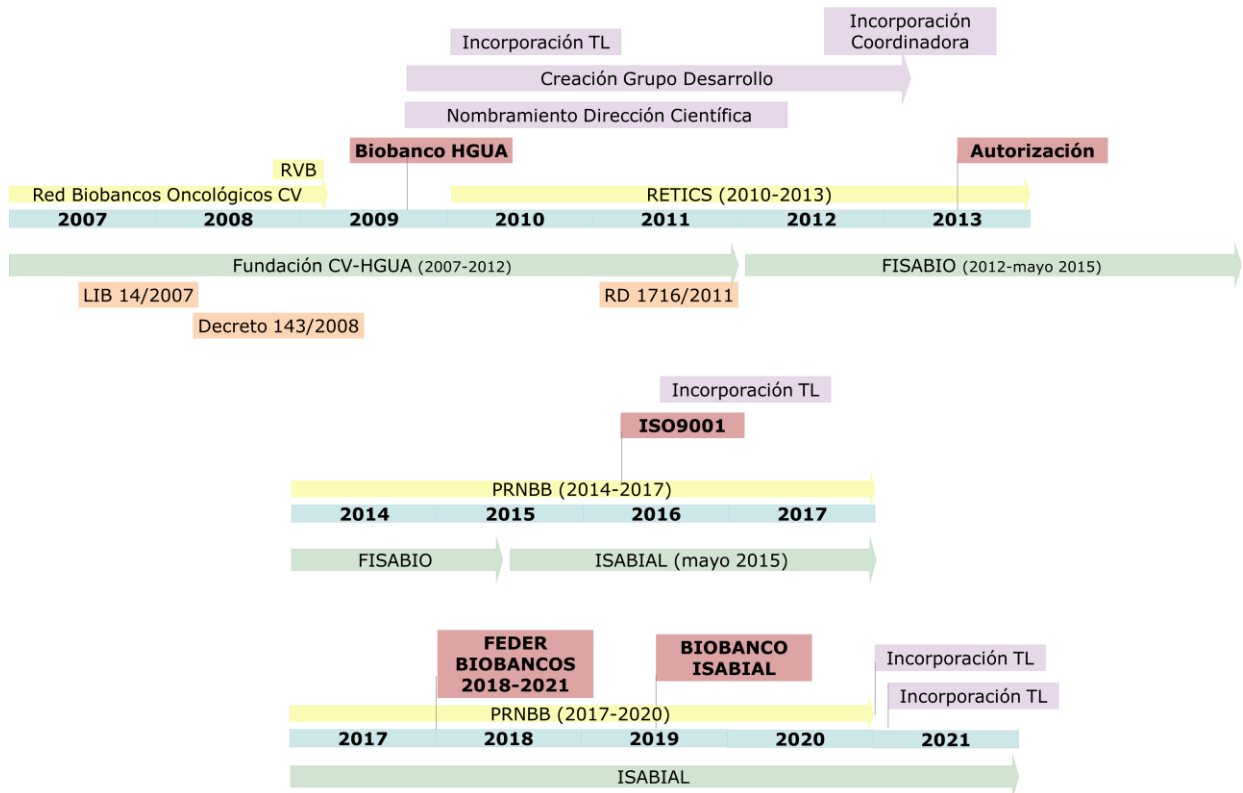 Incorporación
Coordinadora
Incorporación TL
Creación Grupo Desarrollo
Nombramiento Dirección Científica
Biobanco HGUA
Autorización
RVB
Red Biobancos Oncológicos CV
RETICS (2010-2013)
2007 2008 2009 2010 2011 2012 2013
Fundación CV-HGUA (2007-2012)
FISABIO (2012-mayo 2015)
LIB 14/2007
RD 1716/2011
Decreto 143/2008
Incorporación TL
ISO9001
PRNBB (2014-2017)
2014 2015 2016 2017
FISABIO
ISABIAL (mayo 2015)
FEDER
BIOBANCOS
2018-2021
BIOBANCO
ISABIAL
Incorporación TL
Incorporación TL
PRNBB (2017-2020)
2017 2018 2019 2020 2021
ISABIAL